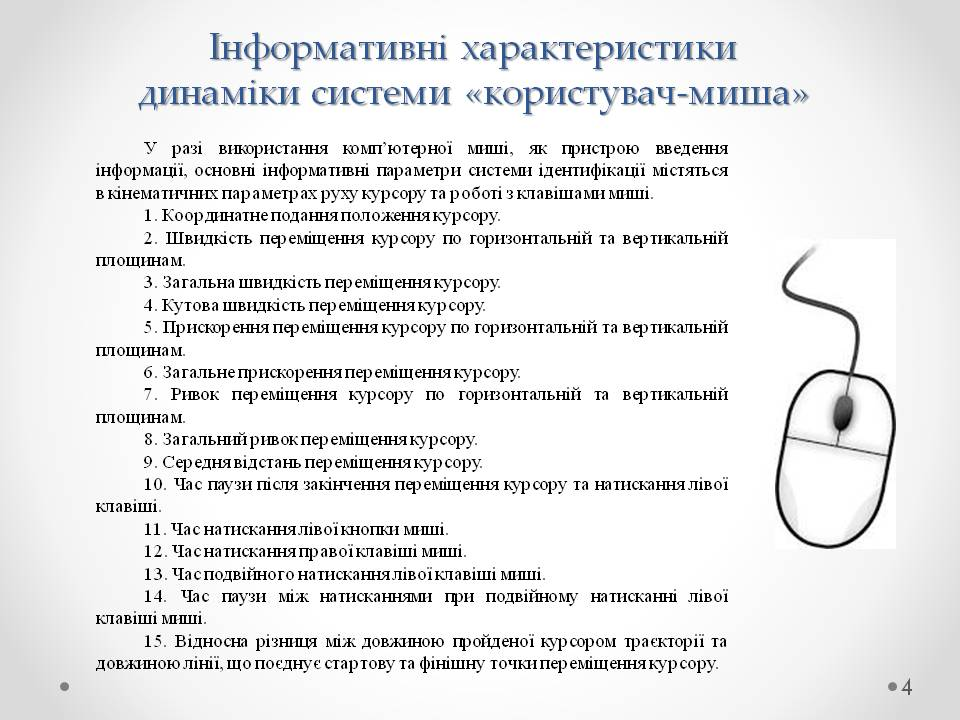 Інформативні характеристики
динаміки системи «користувач-миша»
У разі використання комп’ютерної миші, як пристрою введення
інформації, основні інформативні параметри системи ідентифікації містяться
в кінематичних параметрах руху курсору та роботі з клавішами миші.
1. Координатне подання положення курсору.
2. Швидкість переміщення курсору по горизонтальній та вертикальній
площинам.
3. Загальна швидкість переміщення курсору.
4. Кутова швидкість переміщення курсору.
5. Прискорення переміщення курсору по горизонтальній та вертикальній
площинам.
6. Загальне прискорення переміщення курсору.
7. Ривок переміщення курсору по горизонтальній та вертикальній
площинам.
8. Загальний ривок переміщення курсору.
9. Середня відстань переміщення курсору.
10. Час паузи після закінчення переміщення курсору та натискання лівої
клавіші.
11. Час натискання лівої кнопки миші.
12. Час натискання правої клавіші миші.
13. Час подвійного натискання лівої клавіші миші.
14. Час паузи між натисканнями при подвійному натисканні лівої
клавіші миші.
15. Відносна різниця між довжиною пройденої курсором траєкторії та
довжиною лінії, що поєднує стартову та фінішну точки переміщення курсору.
4